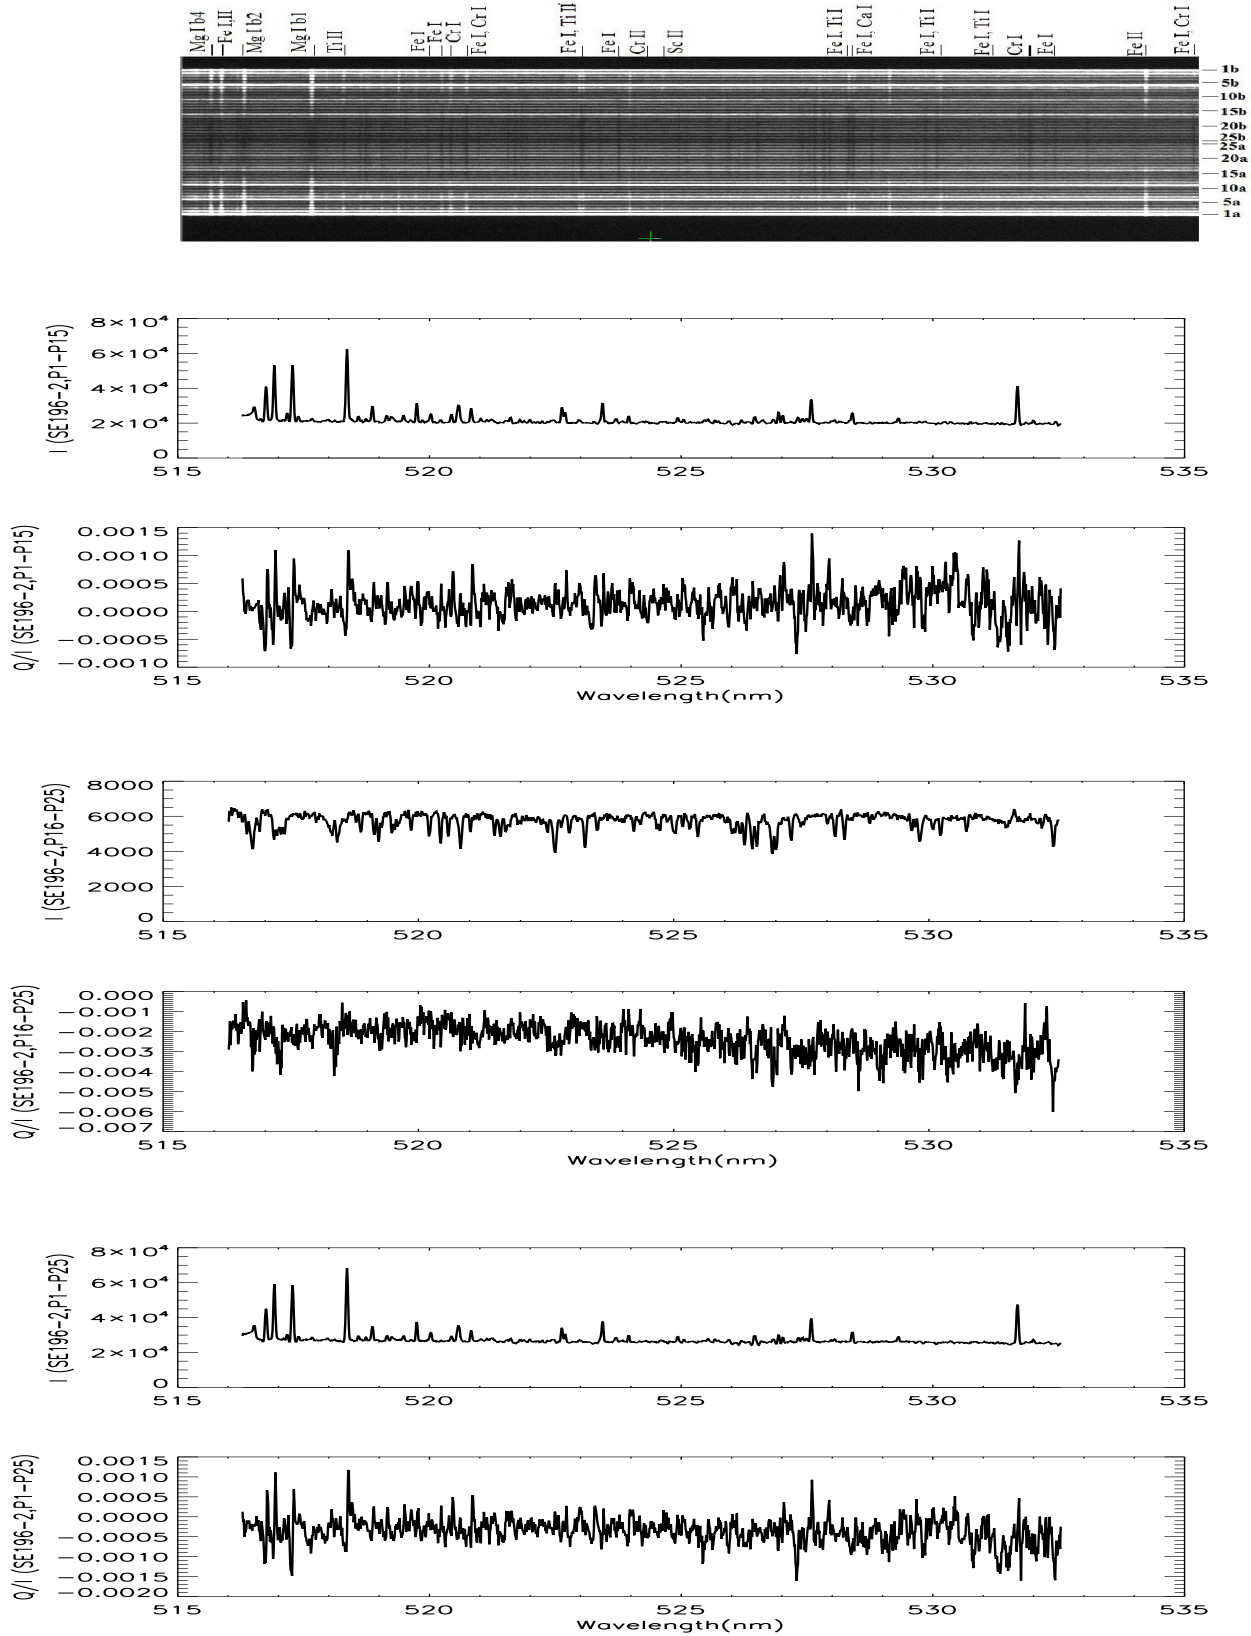 Mg I b4
Fe I,II
Mg I b2
Mg I b1
Ti II
Fe I
Fe I
Cr I
Fe I, Cr I
Fe I, Ti II
Fe I
Cr II
Sc II
Fe I, Ti I
Fe I, Ca I
Fe I, Ti I
Fe I, Ti I
Cr I
Fe I
Fe II
Fe I, Cr I
1b
5b
10b
15b
20b
25b
25a
20a
15a
10a
5a
1a
I (SE196-2,P1-P15)
8×10⁴
6×10⁴
4×10⁴
2×10⁴
0
515 520 525 530 535
Q/I (SE196-2,P1-P15)
0.0015
0.0010
0.0005
0.0000
-0.0005
-0.0010
515 520 525 530 535
Wavelength(nm)
I (SE196-2,P16-P25)
8000
6000
4000
2000
0
515 520 525 530 535
Q/I (SE196-2,P16-P25)
0.000
-0.001
-0.002
-0.003
-0.004
-0.005
-0.006
-0.007
515 520 525 530 535
Wavelength(nm)
I (SE196-2,P1-P25)
8×10⁴
6×10⁴
4×10⁴
2×10⁴
0
515 520 525 530 535
Q/I (SE196-2,P1-P25)
0.0015
0.0010
0.0005
0.0000
-0.0005
-0.0010
-0.0015
-0.0020
515 520 525 530 535
Wavelength(nm)